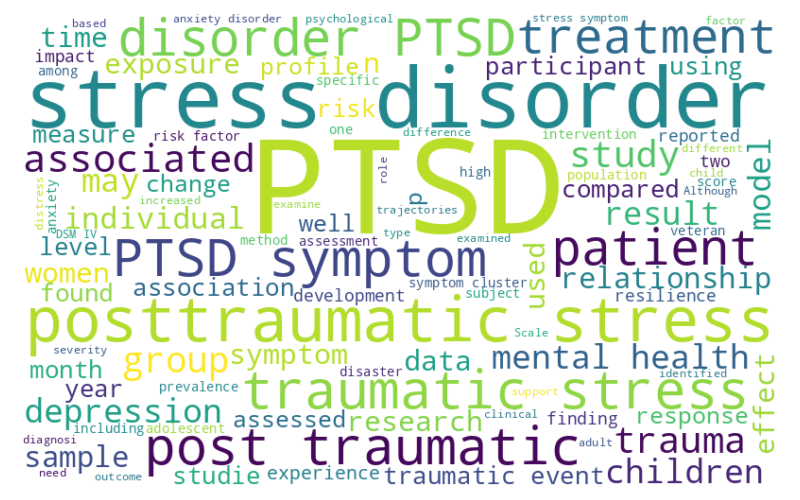 based
anxiety disorder
psychological
stress symptom
factor
time
disorder PTSD
treatment
impact
exposure
profile
n
participant
using
among
specific
stress disorder
risk
measure
risk factor
one
difference
intervention
reported
associated
PTSD
study
different
two
model
may
change
role
high
population
child
score
Although
distress
anxiety
increased
examine
p
compared
individual
trajectories
result
DSM IV
well
type
veteran
level
method
assessment
examined
PTSD symptom
used
patient
women
association
symptom cluster
relationship
found
development
subject
resilience
posttraumatic stress
Scale
severity
group
symptom
data
mental health
effect
month
disaster
identified
year
prevalence
traumatic stress
support
depression
assessed
research
clinical
finding
response
including
adolescent
diagnosi
post traumatic
adult
trauma
sample
need
studie
experience
traumatic event
children
outcome